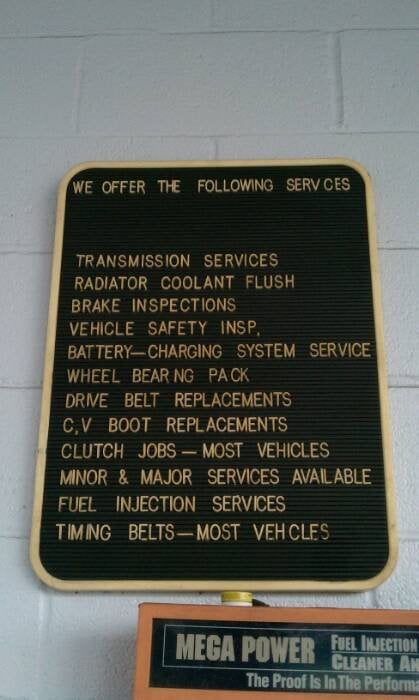 WE OFFER THE FOLLOWING SERV CES
TRANSMISSION SERVICES
RADIATOR COOLANT FLUSH
BRAKE INSPECTIONS
VEHICLE SAFETY INSP,
BATTERY—CHARGING SYSTEM SERVICE
WHEEL BEAR NG PACK
DRIVE BELT REPLACEMENTS
C,V BOOT REPLACEMENTS
CLUTCH JOBS — MOST VEHICLES
MINOR & MAJOR SERVICES AVAILABLE
FUEL INJECTION SERVICES
TIMING BELTS—MOST VEH CLES
MEGA POWER
FUEL INJECTION
CLEANER
The Proof Is In The